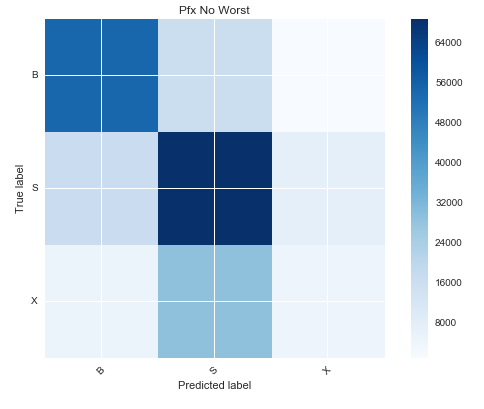 Pfx No Worst
True label
B
S
X
B
S
X
Predicted label
64000
56000
48000
40000
32000
24000
16000
8000